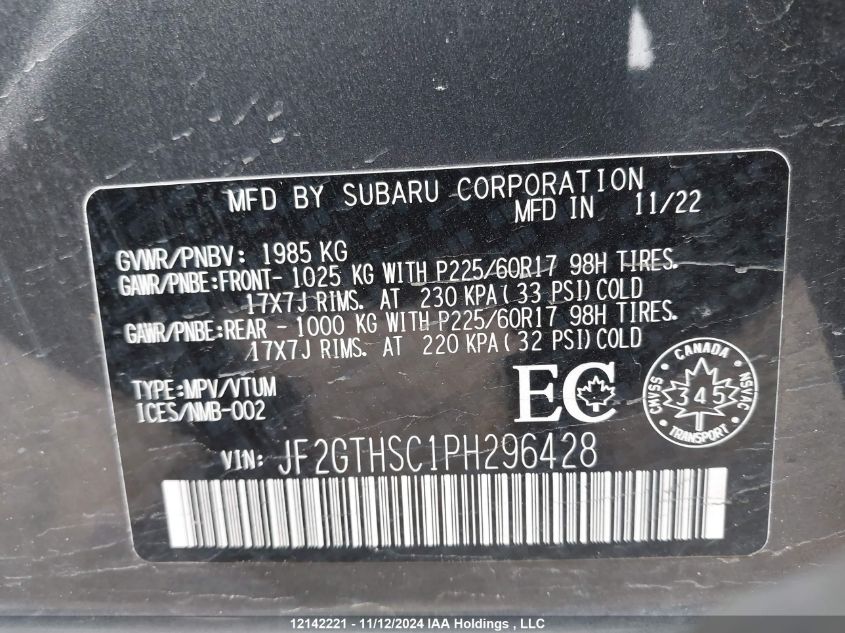 MFD BY SUBARU CORPORATION
MFD IN 11/22
GVWR/PNBV: 1985 KG
GAWR/PNBE:FRONT- 1025 KG WITH P225/60R17 98H TIRES.
17X7J RIMS. AT 230 KPA(33 PSI)COLD
GAWR/PNBE:REAR - 1000 KG WITH P225/60R17 98H TIRES.
17X7J RIMS. AT 220 KPA(32 PSI)COLD
TYPE:MPV/VTUM
ICES/NMB-002
EC
CANADA
CMVSS 345 NSVAC
TRANSPORT
VIN: JF2GTHSC1PH296428
12142221 - 11/12/2024 IAA Holdings , LLC